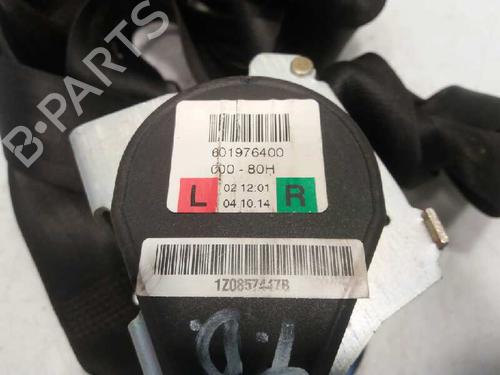 B·PARTS
601976400
000 - 80H
L 02 12:01 R
04.10.14
1Z0857447B